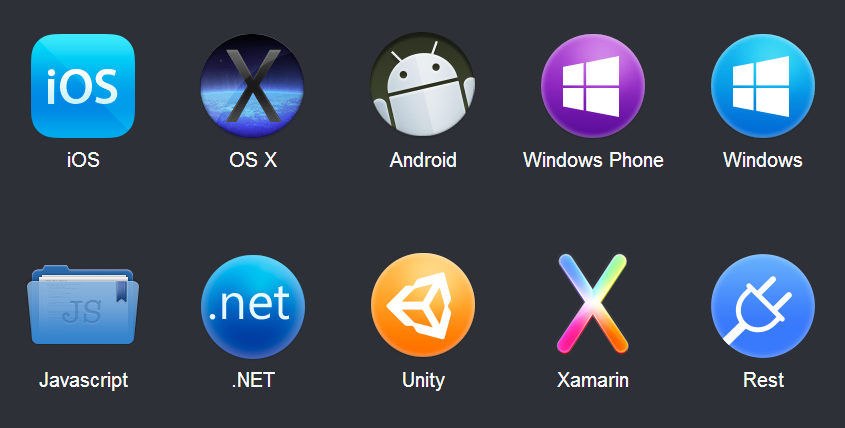 iOS
X
iOS
OS X
Android
Windows Phone
Windows
JS
.net
Javascript
.NET
Unity
Xamarin
Rest